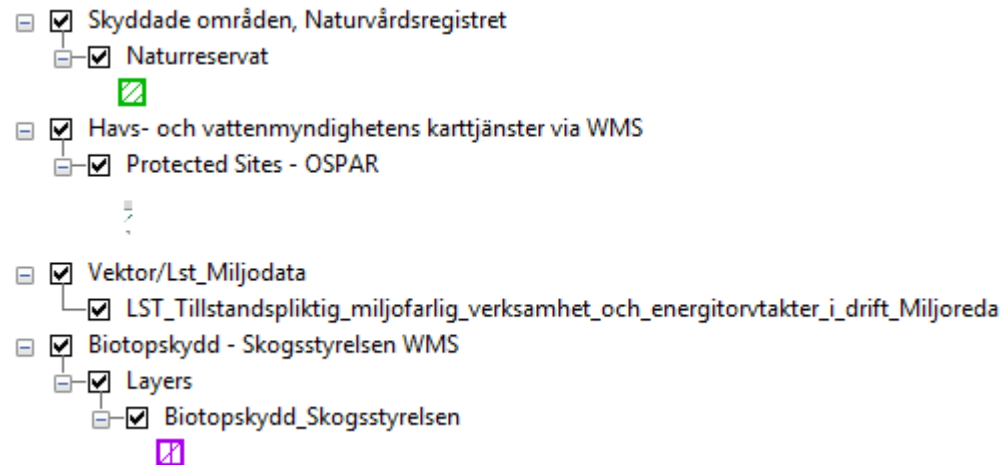 Skyddade områden, Naturvårdsregistret
Naturreservat
Havs- och vattenmyndighetens karttjänster via WMS
Protected Sites - OSPAR
Vektor/Lst_Miljodata
LST_Tillstandspliktig_miljofarlig_verksamhet_och_energitorvtakter_i_drift_Miljoreda
Biotopskydd - Skogsstyrelsen WMS
Layers
Biotopskydd_Skogsstyrelsen